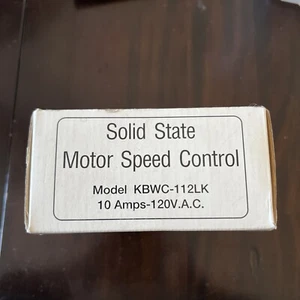 Solid State
Motor Speed Control
Model KBWC-112LK
10 Amps-120V.A.C.